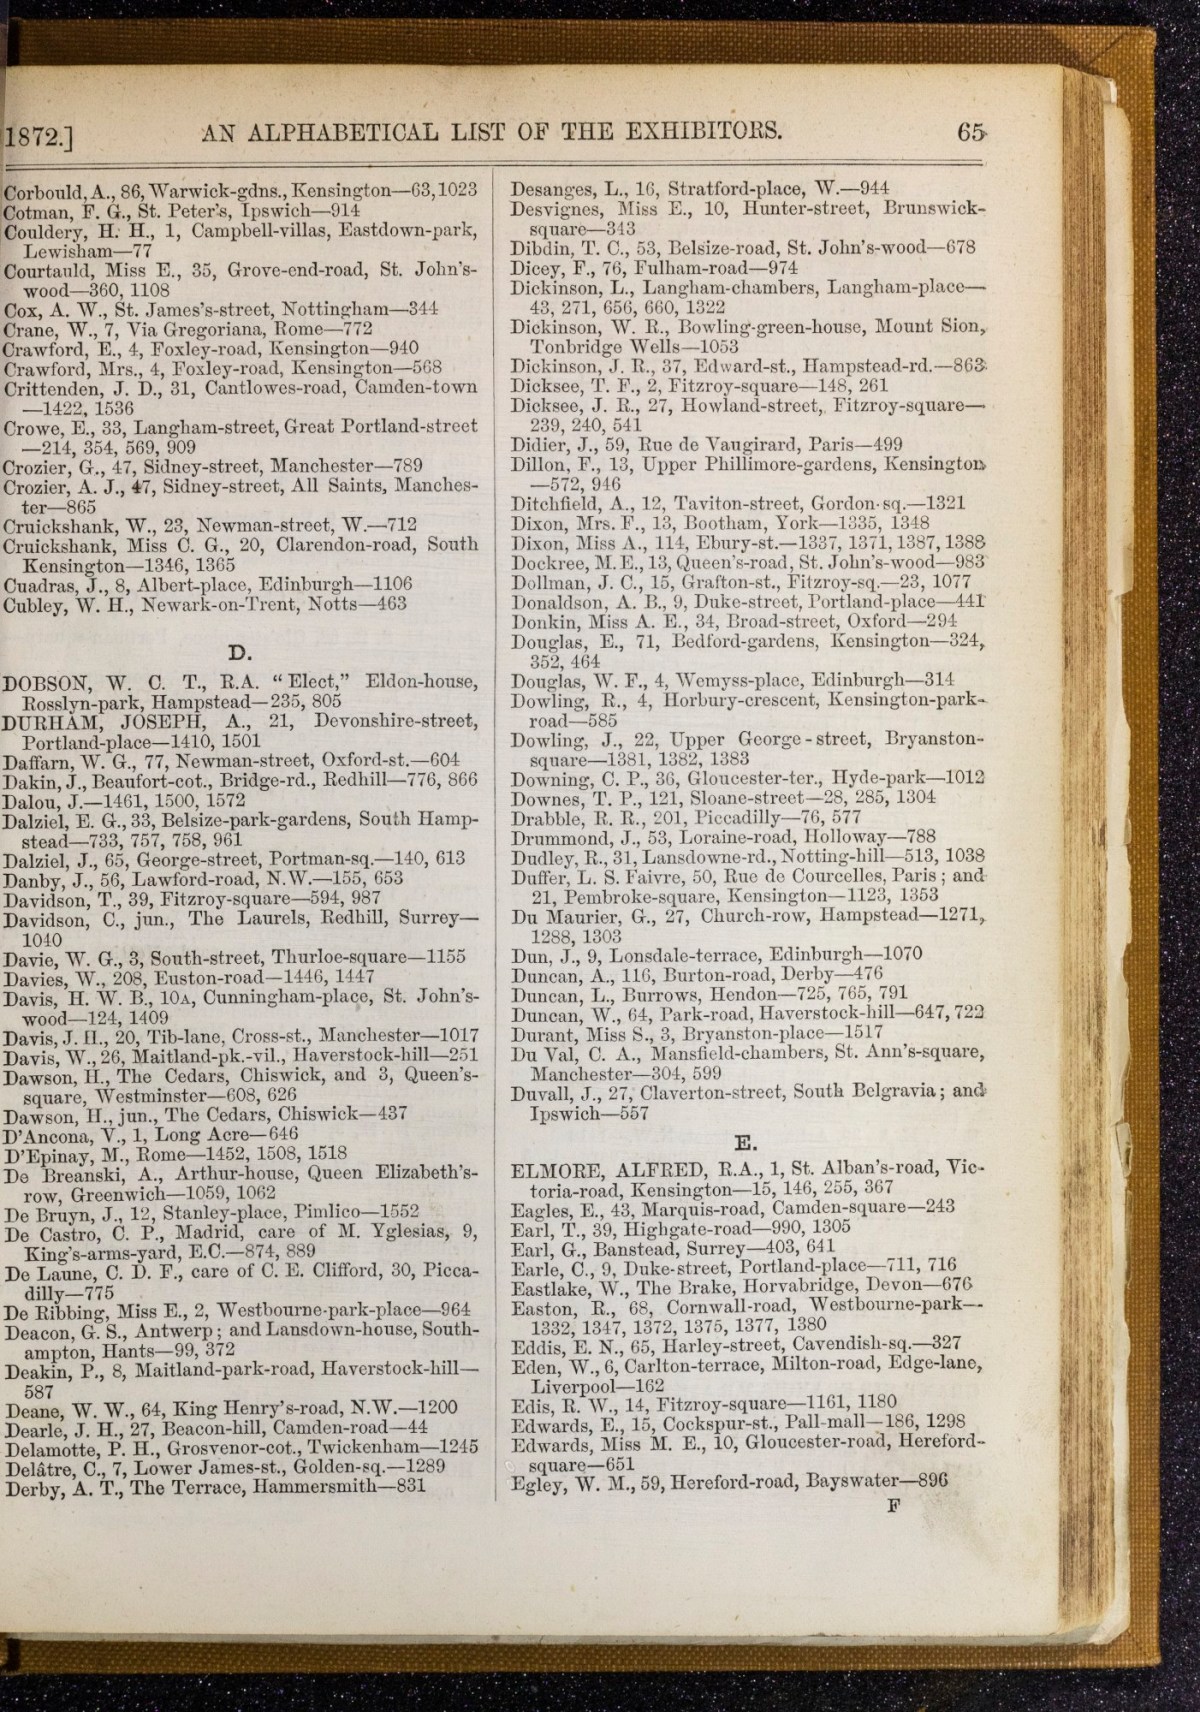 1872.] AN ALPHABETICAL LIST OF THE EXHIBITORS. 65
Corbould, A., 86, Warwick-gdns., Kensington—63, 1023
Cotman, F. G., St. Peter's, Ipswich—914
Couldery, H. H., 1, Campbell-villas, Eastdown-park,
Lewisham—77
Courtauld, Miss E., 35, Grove-end-road, St. John's-
wood—360, 1108
Cox, A. W., St. James's-street, Nottingham—344
Crane, W., 7, Via Gregoriana, Rome—772
Crawford, E., 4, Foxley-road, Kensington—940
Crawford, Mrs., 4, Foxley-road, Kensington—568
Crittenden, J. D., 31, Cantlowes-road, Camden-town
—1422, 1536
Crowe, E., 33, Langham-street, Great Portland-street
—214, 354, 569, 909
Crozier, G., 47, Sidney-street, Manchester—789
Crozier, A. J., 47, Sidney-street, All Saints, Manches-
ter—865
Cruickshank, W., 23, Newman-street, W.—712
Cruickshank, Miss C. G., 20, Clarendon-road, South
Kensington—1346, 1365
Cuadras, J., 8, Albert-place, Edinburgh—1106
Cubley, W. H., Newark-on-Trent, Notts—463
D.
DOBSON, W. C. T., R.A. "Elect," Eldon-house,
Rosslyn-park, Hampstead—235, 805
DURHAM, JOSEPH, A., 21, Devonshire-street,
Portland-place—1410, 1501
Daffarn, W. G., 77, Newman-street, Oxford-st.—604
Dakin, J., Beaufort-cot., Bridge-rd., Redhill—776, 866
Dalou, J.—1461, 1500, 1572
Dalziel, E. G., 33, Belsize-park-gardens, South Hamp-
stead—733, 757, 758, 961
Dalziel, J., 65, George-street, Portman-sq.—140, 613
Danby, J., 56, Lawford-road, N.W.—155, 653
Davidson, T., 39, Fitzroy-square—594, 987
Davidson, C., jun., The Laurels, Redhill, Surrey—
1040
Davie, W. G., 3, South-street, Thurloe-square—1155
Davies, W., 208, Euston-road—1446, 1447
Davis, H. W. B., 10A, Cunningham-place, St. John's-
wood—124, 1409
Davis, J. H., 20, Tib-lane, Cross-st., Manchester—1017
Davis, W., 26, Maitland-pk.-vil., Haverstock-hill—251
Dawson, H., The Cedars, Chiswick, and 3, Queen's-
square, Westminster—608, 626
Dawson, H., jun., The Cedars, Chiswick—437
D'Ancona, V., 1, Long Acre—646
D'Epinay, M., Rome—1452, 1508, 1518
De Breanski, A., Arthur-house, Queen Elizabeth's-
row, Greenwich—1059, 1062
De Bruyn, J., 12, Stanley-place, Pimlico—1552
De Castro, C. P., Madrid, care of M. Yglesias, 9,
King's-arms-yard, E.C.—874, 889
De Laune, C. D. F., care of C. E. Clifford, 30, Picca-
dilly—775
De Ribbing, Miss E., 2, Westbourne-park-place—964
Deacon, G. S., Antwerp; and Lansdown-house, South-
ampton, Hants—99, 372
Deakin, P., 8, Maitland-park-road, Haverstock-hill—
587
Deane, W. W., 64, King Henry's-road, N.W.—1200
Dearle, J. H., 27, Beacon-hill, Camden-road—44
Delamotte, P. H., Grosvenor-cot., Twickenham—1245
Delâtre, C., 7, Lower James-st., Golden-sq.—1289
Derby, A. T., The Terrace, Hammersmith—831
Desanges, L., 16, Stratford-place, W.—944
Desvignes, Miss E., 10, Hunter-street, Brunswick-
square—343
Dibdin, T. C., 53, Belsize-road, St. John's-wood—678
Dicey, F., 76, Fulham-road—974
Dickinson, L., Langham-chambers, Langham-place—
43, 271, 656, 660, 1322
Dickinson, W. R., Bowling-green-house, Mount Sion,
Tonbridge Wells—1053
Dickinson, J. R., 37, Edward-st., Hampstead-rd.—863
Dicksee, T. F., 2, Fitzroy-square—148, 261
Dicksee, J. R., 27, Howland-street, Fitzroy-square—
239, 240, 541
Didier, J., 59, Rue de Vaugirard, Paris—499
Dillon, F., 13, Upper Phillimore-gardens, Kensington
—572, 946
Ditchfield, A., 12, Taviton-street, Gordon-sq.—1321
Dixon, Mrs. F., 13, Bootham, York—1335, 1348
Dixon, Miss A., 114, Ebury-st.—1337, 1371, 1387, 1388
Dockree, M. E., 13, Queen's-road, St. John's-wood—983
Dollman, J. C., 15, Grafton-st., Fitzroy-sq.—23, 1077
Donaldson, A. B., 9, Duke-street, Portland-place—441
Donkin, Miss A. E., 34, Broad-street, Oxford—294
Douglas, E., 71, Bedford-gardens, Kensington—324,
352, 464
Douglas, W. F., 4, Wemyss-place, Edinburgh—314
Dowling, R., 4, Horbury-crescent, Kensington-park-
road—585
Dowling, J., 22, Upper George-street, Bryanston-
square—1381, 1382, 1383
Downing, C. P., 36, Gloucester-ter., Hyde-park—1012
Downes, T. P., 121, Sloane-street—28, 285, 1304
Drabble, R. R., 201, Piccadilly—76, 577
Drummond, J., 53, Loraine-road, Holloway—788
Dudley, R., 31, Lansdowne-rd., Notting-hill—513, 1038
Duffer, L. S. Faivre, 50, Rue de Courcelles, Paris; and
21, Pembroke-square, Kensington—1123, 1353
Du Maurier, G., 27, Church-row, Hampstead—1271,
1288, 1303
Dun, J., 9, Lonsdale-terrace, Edinburgh—1070
Duncan, A., 116, Burton-road, Derby—476
Duncan, L., Burrows, Hendon—725, 765, 791
Duncan, W., 64, Park-road, Haverstock-hill—647, 722
Durant, Miss S., 3, Bryanston-place—1517
Du Val, C. A., Mansfield-chambers, St. Ann's-square,
Manchester—304, 599
Duvall, J., 27, Claverton-street, South Belgravia; and
Ipswich—557
E.
ELMORE, ALFRED, R.A., 1, St. Alban's-road, Vic-
toria-road, Kensington—15, 146, 255, 367
Eagles, E., 43, Marquis-road, Camden-square—243
Earl, T., 39, Highgate-road—990, 1305
Earl, G., Banstead, Surrey—403, 641
Earle, C., 9, Duke-street, Portland-place—711, 716
Eastlake, W., The Brake, Horvabridge, Devon—676
Easton, R., 68, Cornwall-road, Westbourne-park—
1332, 1347, 1372, 1375, 1377, 1380
Eddis, E. N., 65, Harley-street, Cavendish-sq.—327
Eden, W., 6, Carlton-terrace, Milton-road, Edge-lane,
Liverpool—162
Edis, R. W., 14, Fitzroy-square—1161, 1180
Edwards, E., 15, Cockspur-st., Pall-mall—186, 1298
Edwards, Miss M. E., 10, Gloucester-road, Hereford-
square—651
Egley, W. M., 59, Hereford-road, Bayswater—896
F